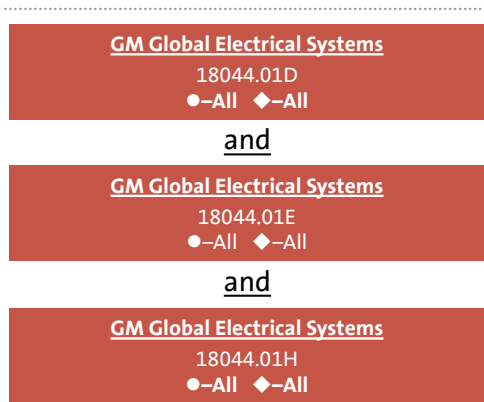 GM Global Electrical Systems
18044.01D
●–All ◆–All
and
GM Global Electrical Systems
18044.01E
●–All ◆–All
and
GM Global Electrical Systems
18044.01H
●–All ◆–All